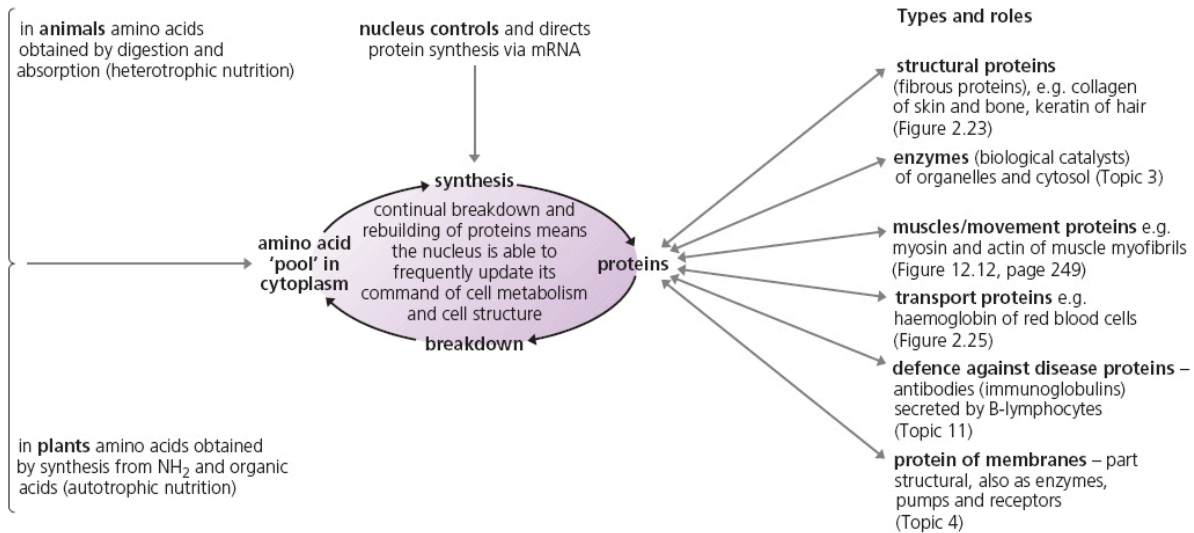 in animals amino acids
obtained by digestion and
absorption (heterotrophic nutrition)
nucleus controls and directs
protein synthesis via mRNA
synthesis
continual breakdown and
rebuilding of proteins means
the nucleus is able to
frequently update its
command of cell metabolism
and cell structure
amino acid
‘pool’ in
cytoplasm
proteins
breakdown
in plants amino acids obtained
by synthesis from NH₂ and organic
acids (autotrophic nutrition)
Types and roles
structural proteins
(fibrous proteins), e.g. collagen
of skin and bone, keratin of hair
(Figure 2.23)
enzymes (biological catalysts)
of organelles and cytosol (Topic 3)
muscles/movement proteins e.g.
myosin and actin of muscle myofibrils
(Figure 12.12, page 249)
transport proteins e.g.
haemoglobin of red blood cells
(Figure 2.25)
defence against disease proteins –
antibodies (immunoglobulins)
secreted by B-lymphocytes
(Topic 11)
protein of membranes – part
structural, also as enzymes,
pumps and receptors
(Topic 4)